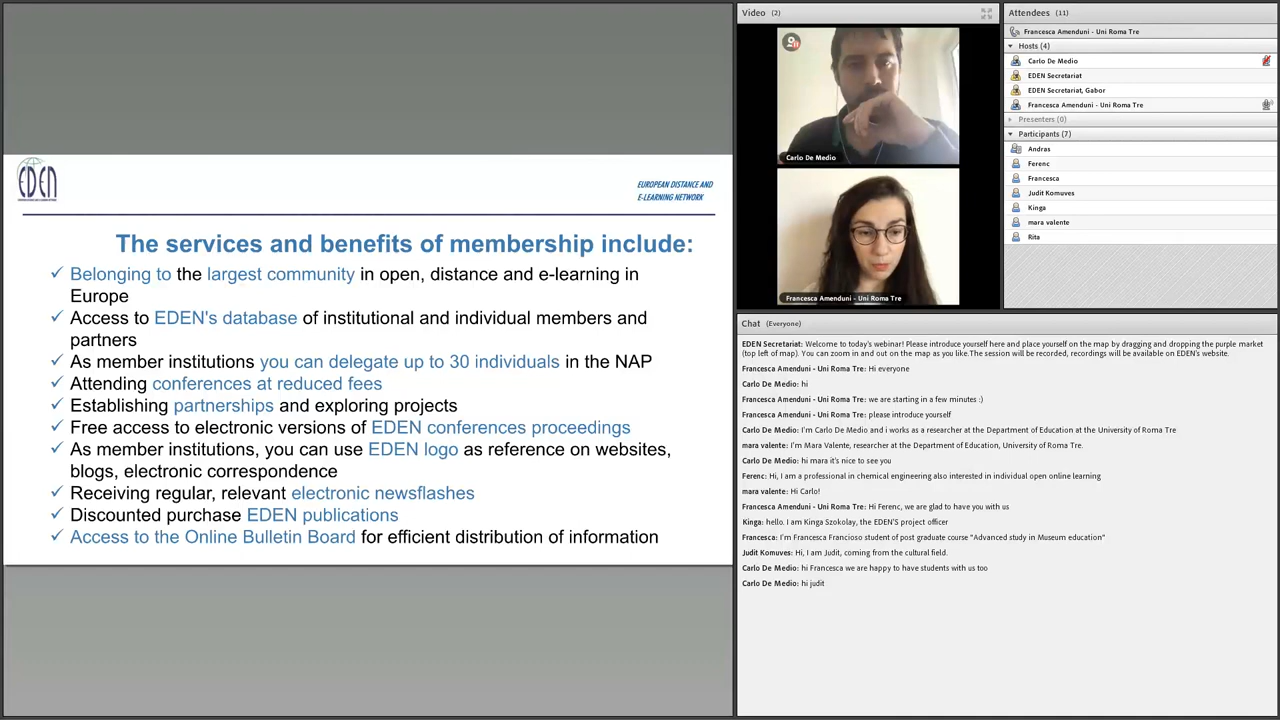 EDEN
EUROPEAN DISTANCE AND
E-LEARNING NETWORK
The services and benefits of membership include:
✓ Belonging to the largest community in open, distance and e-learning in
Europe
✓ Access to EDEN's database of institutional and individual members and
partners
✓ As member institutions you can delegate up to 30 individuals in the NAP
✓ Attending conferences at reduced fees
✓ Establishing partnerships and exploring projects
✓ Free access to electronic versions of EDEN conferences proceedings
✓ As member institutions, you can use EDEN logo as reference on websites,
blogs, electronic correspondence
✓ Receiving regular, relevant electronic newsflashes
✓ Discounted purchase EDEN publications
✓ Access to the Online Bulletin Board for efficient distribution of information
Video (2)
Carlo De Medio
Francesca Amenduni - Uni Roma Tre
Attendees (11)
Francesca Amenduni - Uni Roma Tre
Hosts (4)
Carlo De Medio
EDEN Secretariat
EDEN Secretariat, Gabor
Francesca Amenduni - Uni Roma Tre
Presenters (0)
Participants (7)
Andras
Ferenc
Francesca
Judit Komuves
Kinga
mara valente
Rita
Chat (Everyone)
EDEN Secretariat: Welcome to today's webinar! Please introduce yourself here and place yourself on the map by dragging and dropping the purple market
(top left of map). You can zoom in and out on the map as you like.The session will be recorded, recordings will be available on EDEN's website.
Francesca Amenduni - Uni Roma Tre: Hi everyone
Carlo De Medio: hi
Francesca Amenduni - Uni Roma Tre: we are starting in a few minutes :)
Francesca Amenduni - Uni Roma Tre: please introduce yourself
Carlo De Medio: I'm Carlo De Medio and i works as a researcher at the Department of Education at the University of Roma Tre
mara valente: I'm Mara Valente, researcher at the Department of Education, University of Roma Tre.
Carlo De Medio: hi mara it's nice to see you
Ferenc: Hi, I am a professional in chemical engineering also interested in individual open online learning
mara valente: Hi Carlo!
Francesca Amenduni - Uni Roma Tre: Hi Ferenc, we are glad to have you with us
Kinga: hello. I am Kinga Szokolay, the EDEN'S project officer
Francesca: I'm Francesca Francioso student of post graduate course "Advanced study in Museum education"
Judit Komuves: Hi, I am Judit, coming from the cultural field.
Carlo De Medio: hi Francesca we are happy to have students with us too
Carlo De Medio: hi judit